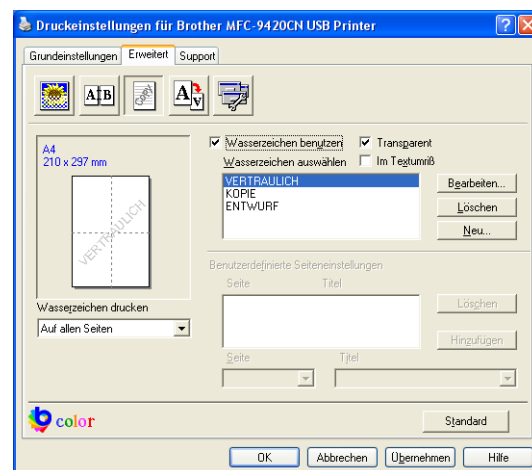 Druckeinstellungen für Brother MFC-9420CN USB Printer
Grundeinstellungen Erweitert Support
A B
A A
A4
210 x 297 mm
VERTRAULICH
Wasserzeichen drucken
Auf allen Seiten
Wasserzeichen benutzen Transparent
Wasserzeichen auswählen Im Textumriß
VERTRAULICH
KOPIE
ENTWURF
Bearbeiten...
Löschen
Neu...
Benutzerdefinierte Seiteneinstellungen
Seite Titel
Löschen
Hinzufügen
Seite Titel
color
Standard
OK Abbrechen Übernehmen Hilfe